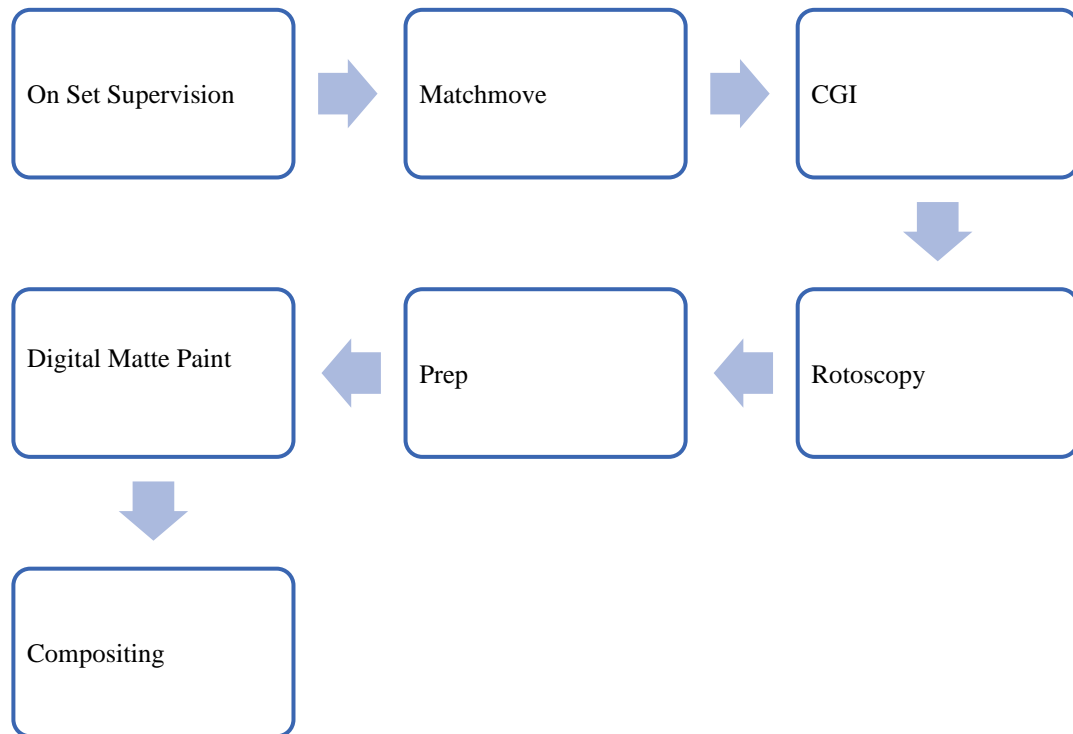 On Set Supervision
Matchmove
CGI
Rotoscopy
Prep
Digital Matte Paint
Compositing